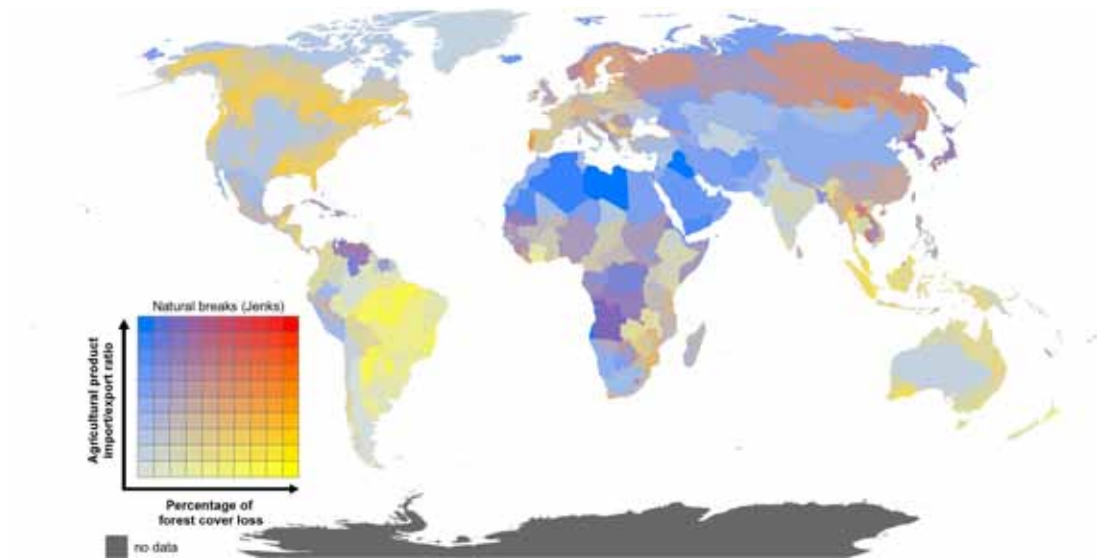 Natural breaks (Jenks)
Agricultural product
import/export ratio
Percentage of
forest cover loss
no data